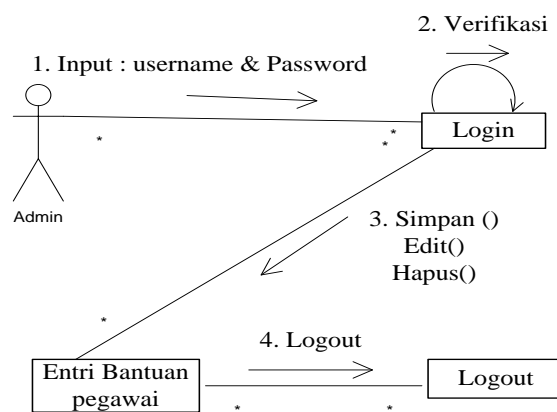 2. Verifikasi
1. Input : username & Password
*
*
*
Login
Admin
3. Simpan ()
Edit()
Hapus()
*
4. Logout
Entri Bantuan
pegawai
Logout
*
*